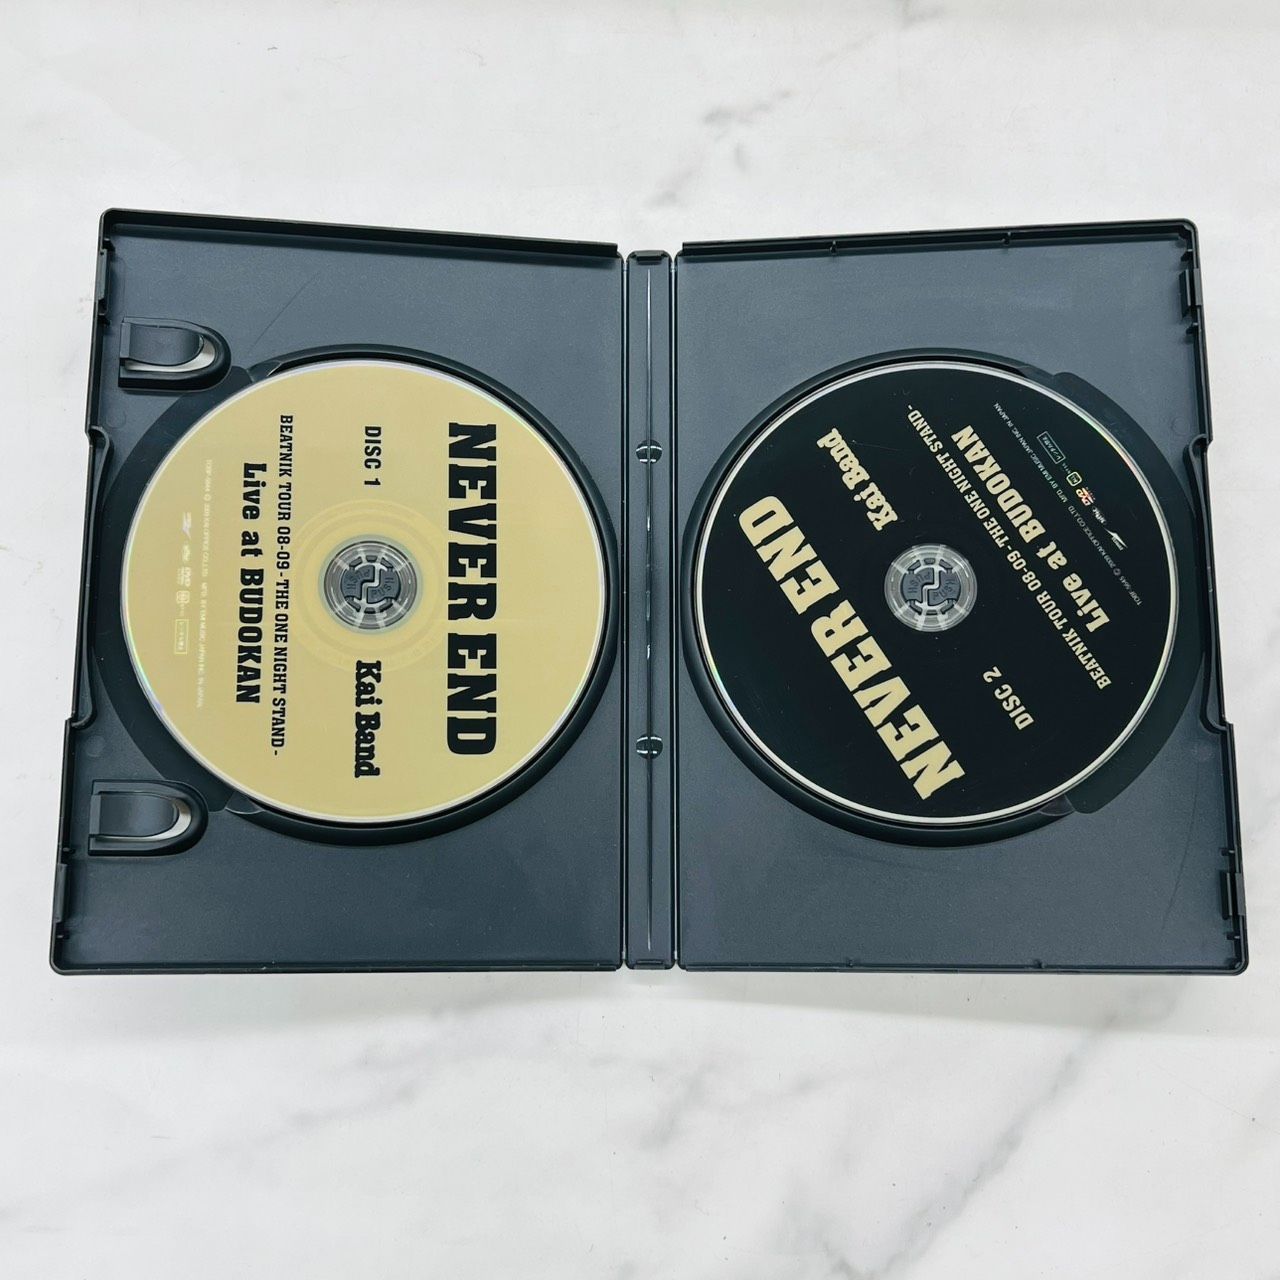 NEVER END
DISC 1
Kai Band
BEATNIK TOUR 08-09 -THE ONE NIGHT STAND-
Live at BUDOKAN
NEVER END
Kai Band
DISC 2
BEATNIK TOUR 08-09 -THE ONE NIGHT STAND-
Live at BUDOKAN